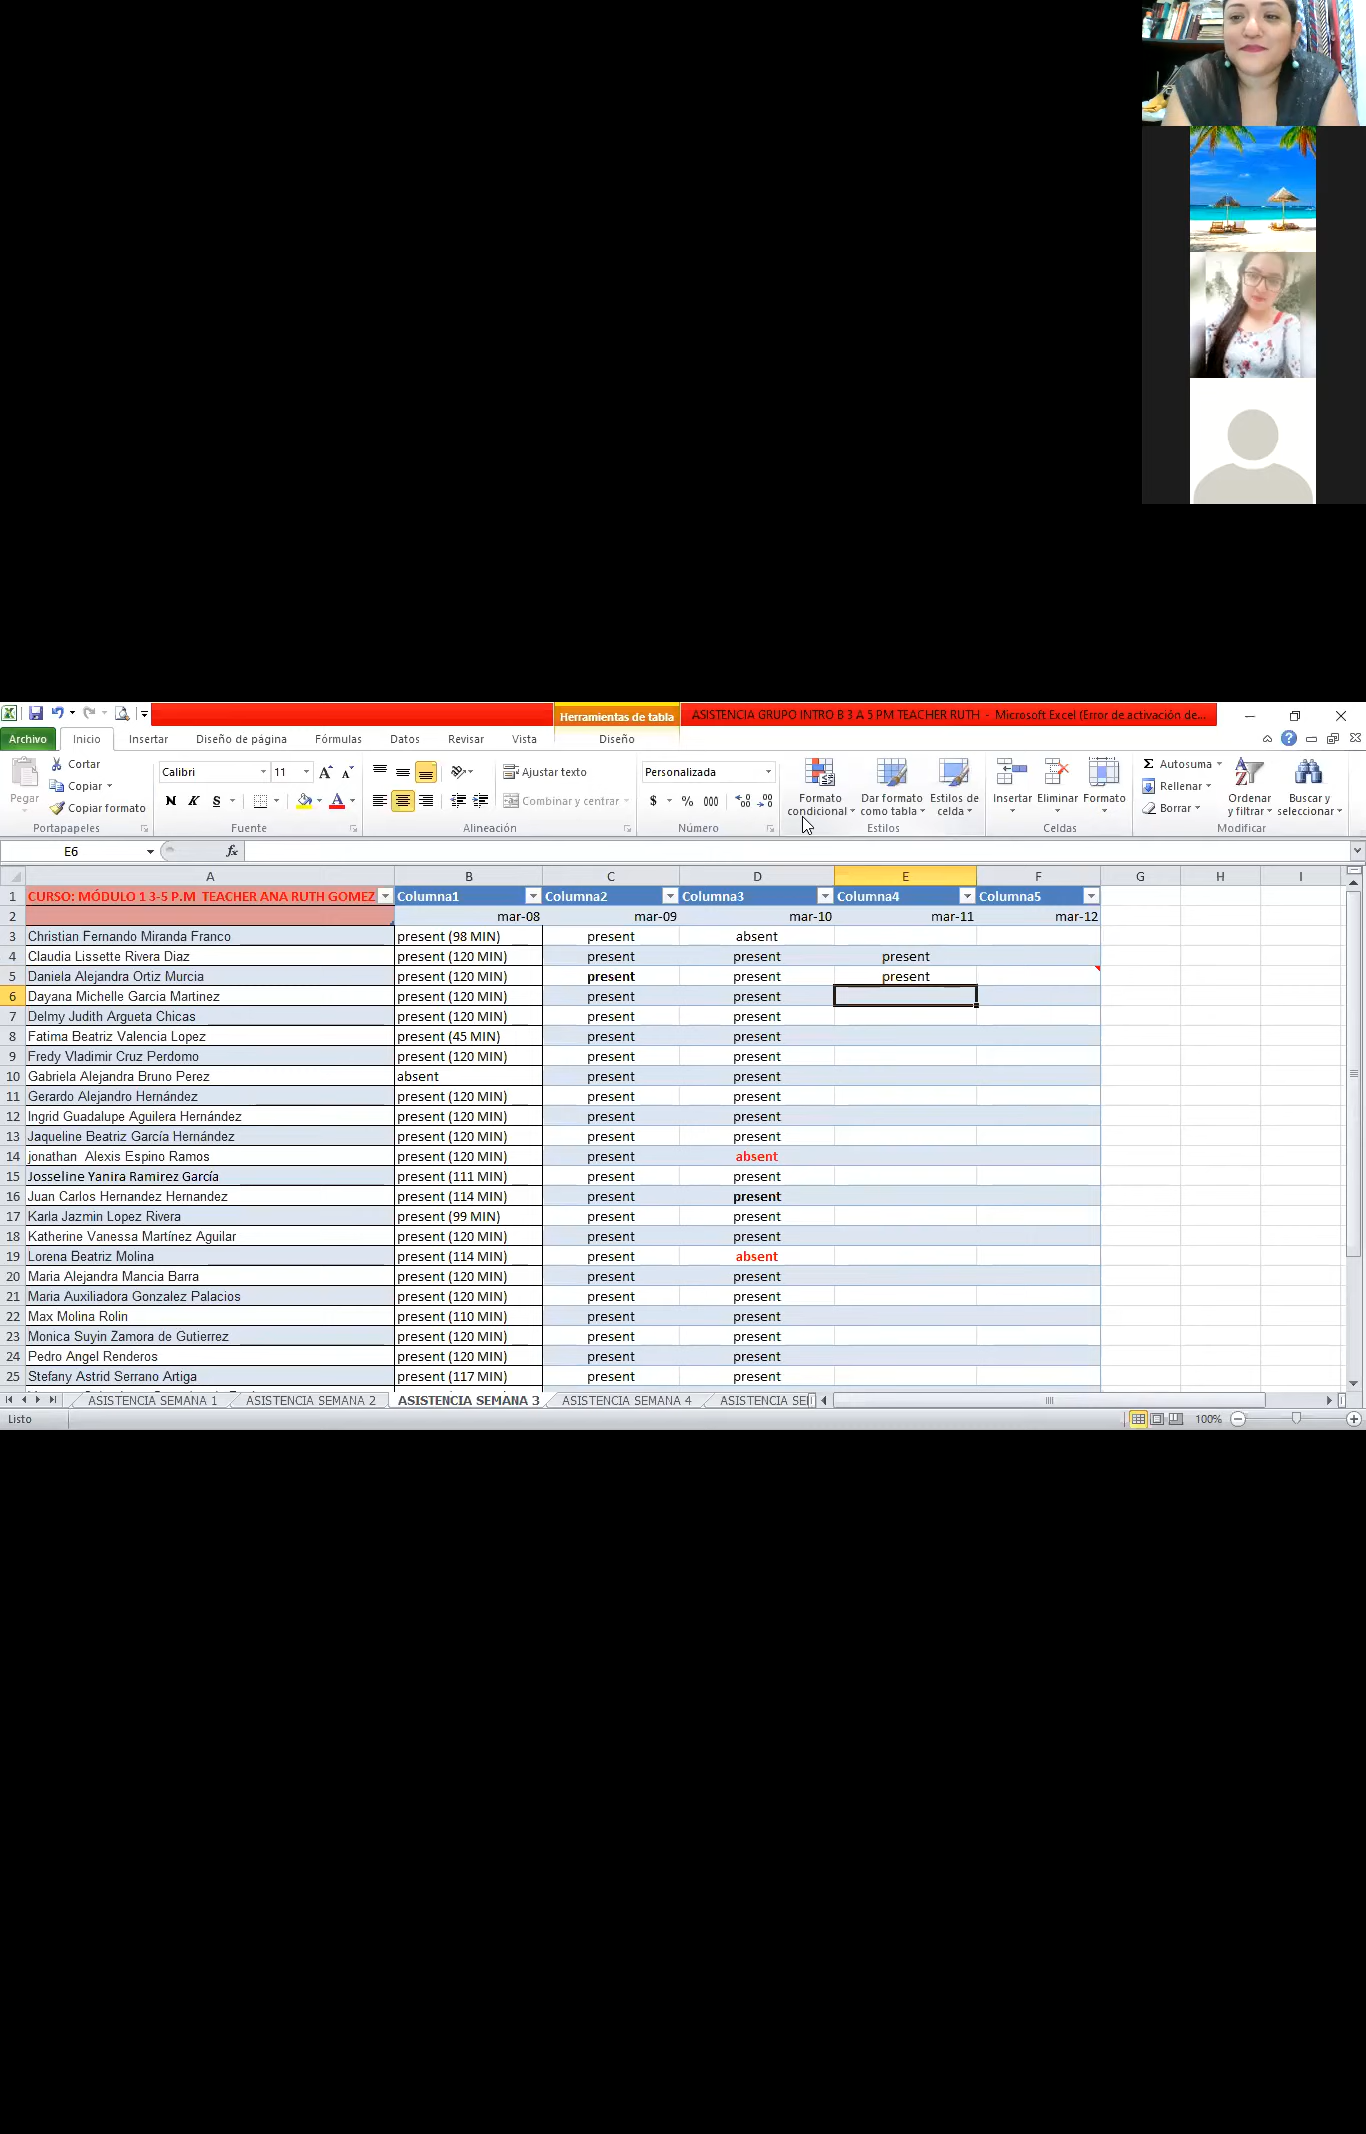 Herramientas de tabla
ASISTENCIA GRUPO INTRO B 3 A 5 PM TEACHER RUTH - Microsoft Excel (Error de activación de...
Archivo Inicio Insertar Diseño de página Fórmulas Datos Revisar Vista Diseño
Pegar
Cortar
Copiar
Copiar formato
Portapapeles
Calibri 11
N K S
Fuente
Ajustar texto
Combinar y centrar
Alineación
Personalizada
$ % 000
Número
Formato condicional
Dar formato como tabla
Estilos de celda
Estilos
Insertar Eliminar Formato
Celdas
Σ Autosuma
Rellenar
Borrar
Ordenar y filtrar
Buscar y seleccionar
Modificar
E6 fx
A B C D E F G H I
1 CURSO: MÓDULO 1 3-5 P.M TEACHER ANA RUTH GOMEZ Columna1 Columna2 Columna3 Columna4 Columna5
2 mar-08 mar-09 mar-10 mar-11 mar-12
3 Christian Fernando Miranda Franco present (98 MIN) present absent
4 Claudia Lissette Rivera Diaz present (120 MIN) present present present
5 Daniela Alejandra Ortiz Murcia present (120 MIN) present present present
6 Dayana Michelle Garcia Martinez present (120 MIN) present present
7 Delmy Judith Argueta Chicas present (120 MIN) present present
8 Fatima Beatriz Valencia Lopez present (45 MIN) present present
9 Fredy Vladimir Cruz Perdomo present (120 MIN) present present
10 Gabriela Alejandra Bruno Perez absent present present
11 Gerardo Alejandro Hernández present (120 MIN) present present
12 Ingrid Guadalupe Aguilera Hernández present (120 MIN) present present
13 Jaqueline Beatriz García Hernández present (120 MIN) present present
14 jonathan Alexis Espino Ramos present (120 MIN) present absent
15 Josseline Yanira Ramirez García present (111 MIN) present present
16 Juan Carlos Hernandez Hernandez present (114 MIN) present present
17 Karla Jazmin Lopez Rivera present (99 MIN) present present
18 Katherine Vanessa Martínez Aguilar present (120 MIN) present present
19 Lorena Beatriz Molina present (114 MIN) present absent
20 Maria Alejandra Mancia Barra present (120 MIN) present present
21 Maria Auxiliadora Gonzalez Palacios present (120 MIN) present present
22 Max Molina Rolin present (110 MIN) present present
23 Monica Suyin Zamora de Gutierrez present (120 MIN) present present
24 Pedro Angel Renderos present (120 MIN) present present
25 Stefany Astrid Serrano Artiga present (117 MIN) present present
ASISTENCIA SEMANA 1 ASISTENCIA SEMANA 2 ASISTENCIA SEMANA 3 ASISTENCIA SEMANA 4 ASISTENCIA SE
Listo 100%